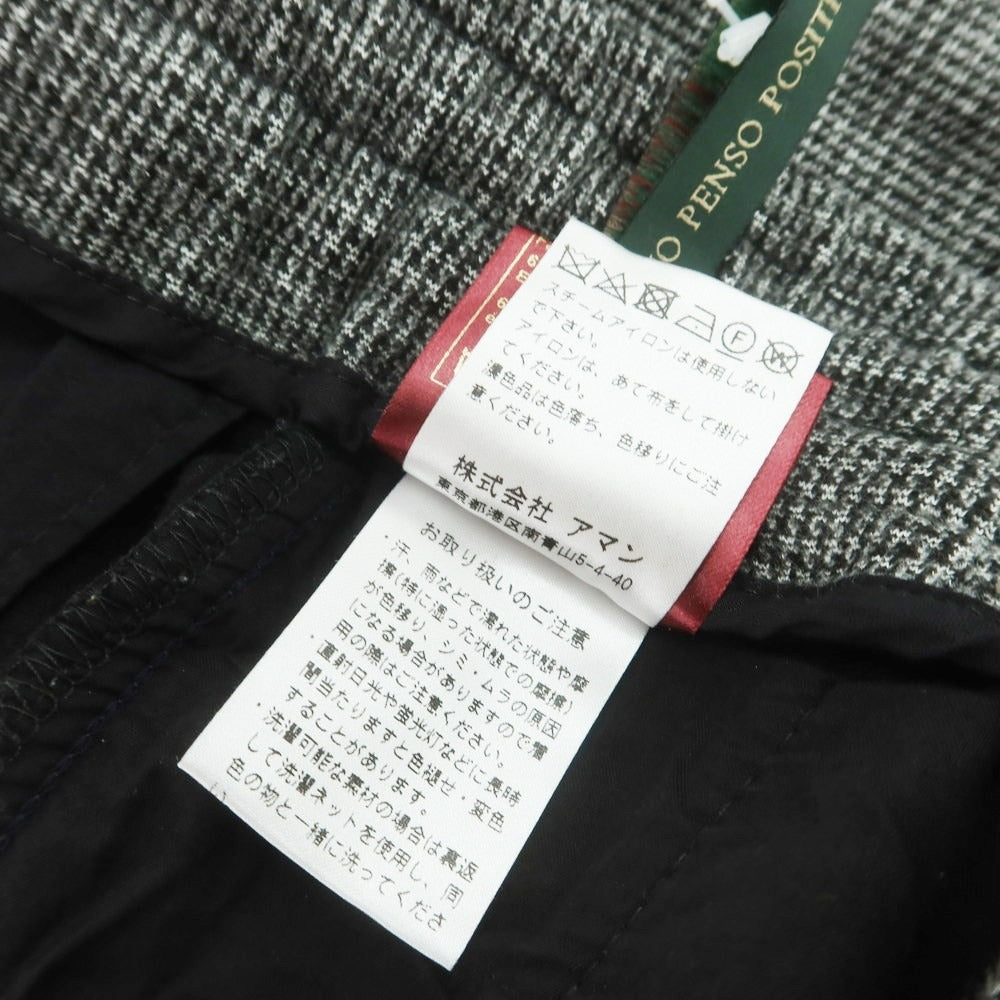 O PENSO POSITI
F
W
スチームアイロンは使用しない
で下さい。
アイロンは、あて布をして掛け
てください。
濃色品は色落ち、色移りにご注
意ください。
株式会社 アマン
東京都港区南青山5-4-40
お取り扱いのご注意
・汗、雨などで濡れた状態や摩
擦(特に湿った状態での摩擦)
が色移り、シミ、ムラの原因
になる場合がありますので着
用の際はご注意ください。
・直射日光や蛍光灯などに長時
間当たりますと色褪せ、変色
することがあります。
・洗濯可能な素材の場合は裏返
して洗濯ネットを使用し、同
色の物と一緒に洗ってくださ
い